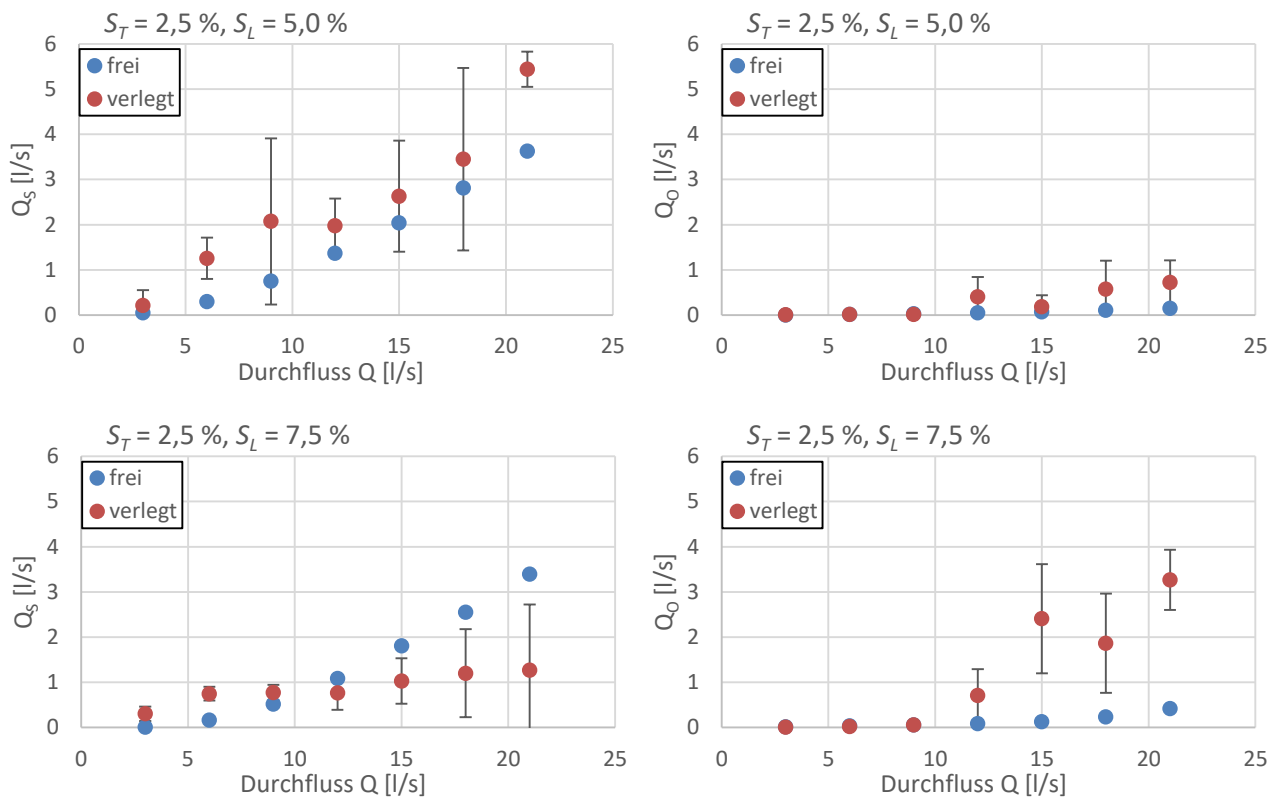 S_T = 2,5 %, S_L = 5,0 %
6
5
4
3
2
1
0
Q_S [l/s]
frei
verlegt
0 5 10 15 20 25
Durchfluss Q [l/s]
S_T = 2,5 %, S_L = 5,0 %
6
5
4
3
2
1
0
Q_O [l/s]
frei
verlegt
0 5 10 15 20 25
Durchfluss Q [l/s]
S_T = 2,5 %, S_L = 7,5 %
6
5
4
3
2
1
0
Q_S [l/s]
frei
verlegt
0 5 10 15 20 25
Durchfluss Q [l/s]
S_T = 2,5 %, S_L = 7,5 %
6
5
4
3
2
1
0
Q_O [l/s]
frei
verlegt
0 5 10 15 20 25
Durchfluss Q [l/s]